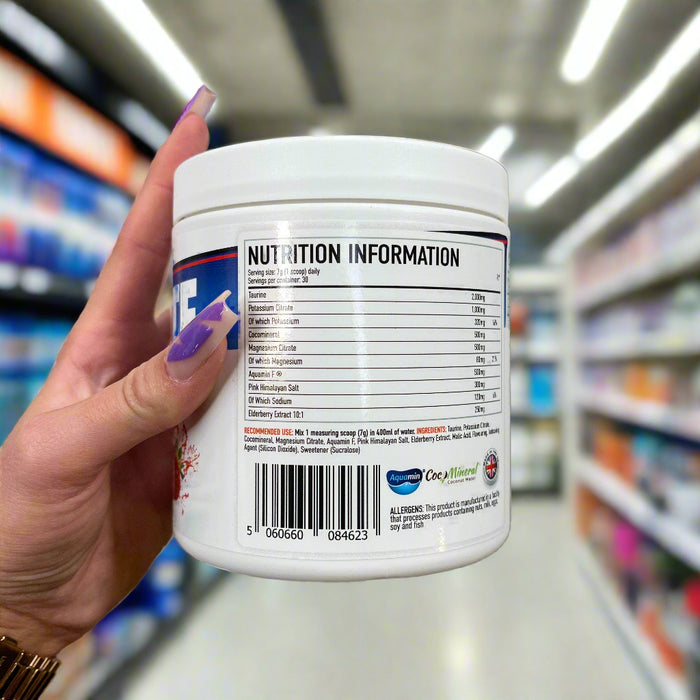 TE
NUTRITION INFORMATION
Serving size: 7g (1 scoop) daily
Servings per container: 30
Taurine 2,000mg
Potassium Citrate 1,000mg
Of which Potassium
Cocomineral 500mg
Magnesium Citrate 500mg
Of which Magnesium
Aquamin F ® 500mg
Pink Himalayan Salt 300mg
Of Which Sodium
Elderberry Extract 10:1 250mg
RECOMMENDED USE: Mix 1 measuring scoop (7g) in 400ml of water. INGREDIENTS: Taurine, Potassium Citrate,
Cocomineral, Magnesium Citrate, Aquamin F, Pink Himalayan Salt, Elderberry Extract, Malic Acid, Flavouring,
Agent (Silicon Dioxide), Sweetener (Sucralose)
Aquamin
CocoMineral
Coconut Water
ALLERGENS: This product is manufactured in a
that processes products containing nuts, milk, eggs,
soy and fish
5 060660 084623